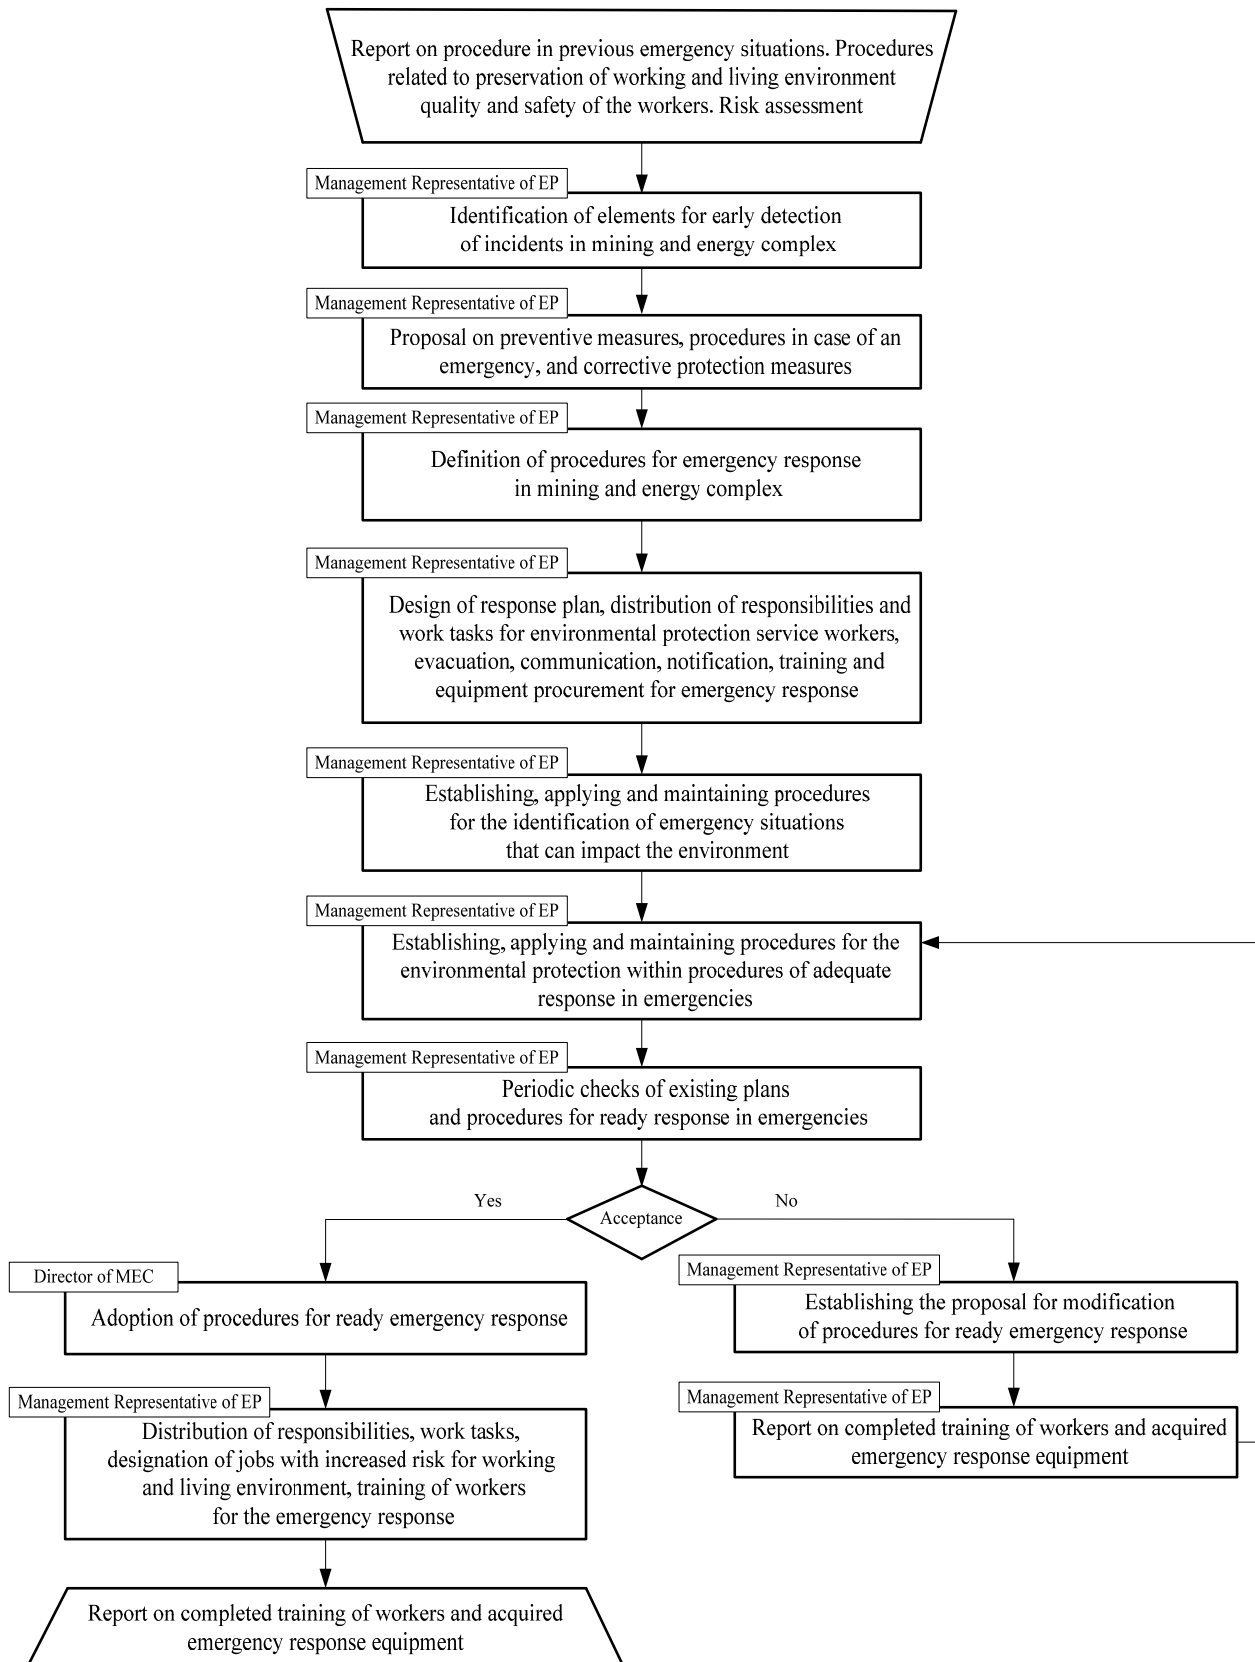 Report on procedure in previous emergency situations. Procedures
related to preservation of working and living environment
quality and safety of the workers. Risk assessment
Management Representative of EP
Identification of elements for early detection
of incidents in mining and energy complex
Management Representative of EP
Proposal on preventive measures, procedures in case of an
emergency, and corrective protection measures
Management Representative of EP
Definition of procedures for emergency response
in mining and energy complex
Management Representative of EP
Design of response plan, distribution of responsibilities and
work tasks for environmental protection service workers,
evacuation, communication, notification, training and
equipment procurement for emergency response
Management Representative of EP
Establishing, applying and maintaining procedures
for the identification of emergency situations
that can impact the environment
Management Representative of EP
Establishing, applying and maintaining procedures for the
environmental protection within procedures of adequate
response in emergencies
Management Representative of EP
Periodic checks of existing plans
and procedures for ready response in emergencies
Yes
No
Acceptance
Director of MEC
Adoption of procedures for ready emergency response
Management Representative of EP
Distribution of responsibilities, work tasks,
designation of jobs with increased risk for working
and living environment, training of workers
for the emergency response
Report on completed training of workers and acquired
emergency response equipment
Management Representative of EP
Establishing the proposal for modification
of procedures for ready emergency response
Management Representative of EP
Report on completed training of workers and acquired
emergency response equipment